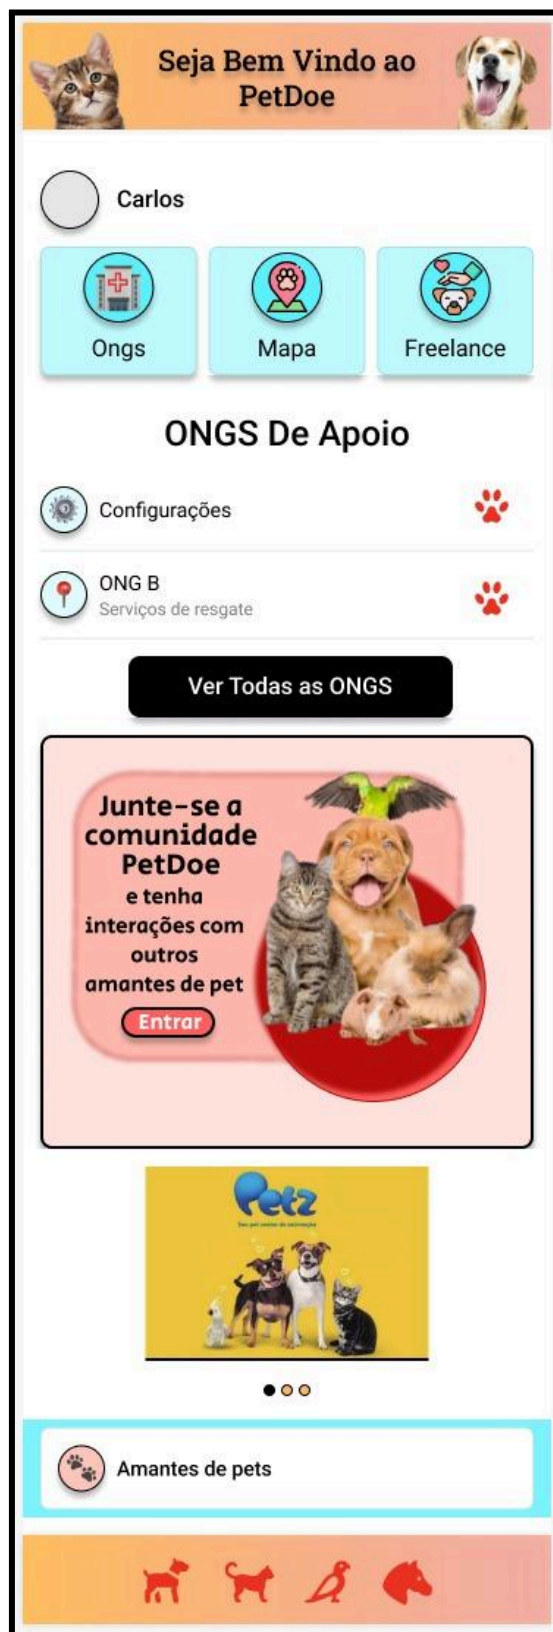 Seja Bem Vindo ao
PetDoe
Carlos
Ongs
Mapa
Freelance
ONGS De Apoio
Configurações
ONG B
Serviços de resgate
Ver Todas as ONGS
Junte-se a
comunidade
PetDoe
e tenha
interações com
outros
amantes de pet
Entrar
Petz
Amantes de pets